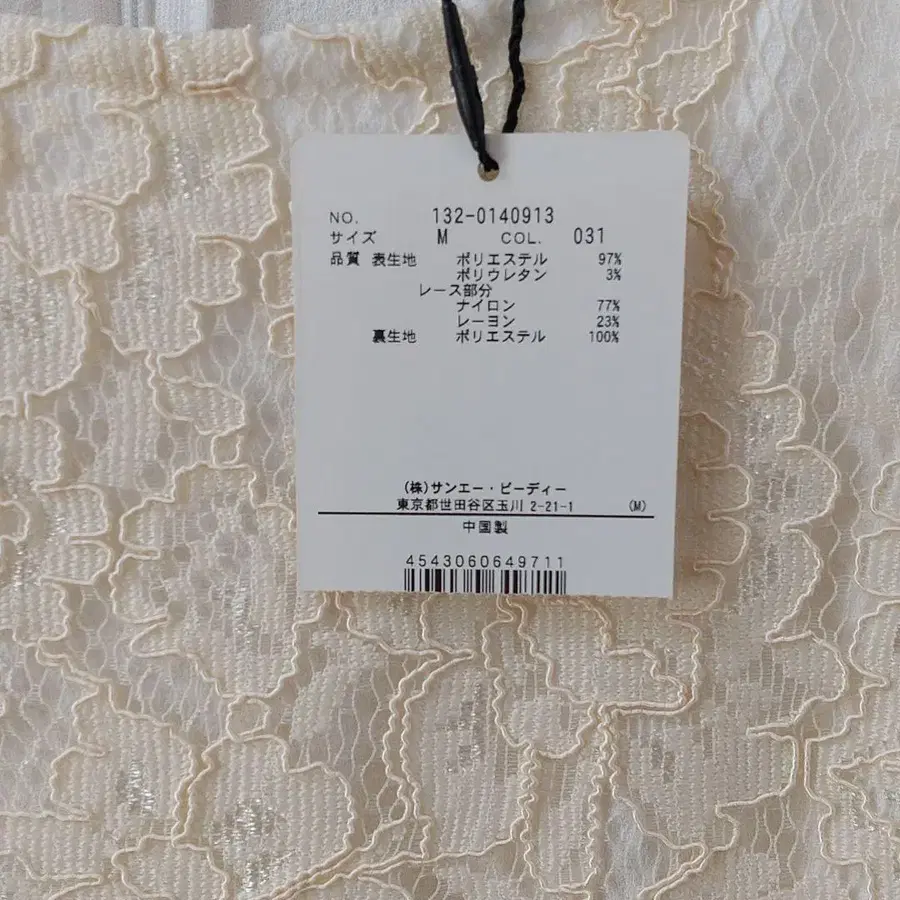 NO. 132-0140913
サイズ M COL. 031
品質 表生地 ポリエステル 97%
ポリウレタン 3%
レース部分
ナイロン 77%
レーヨン 23%
裏生地 ポリエステル 100%
(株)サンエー・ビーディー
東京都世田谷区玉川 2-21-1 (M)
中国製
4543060649711